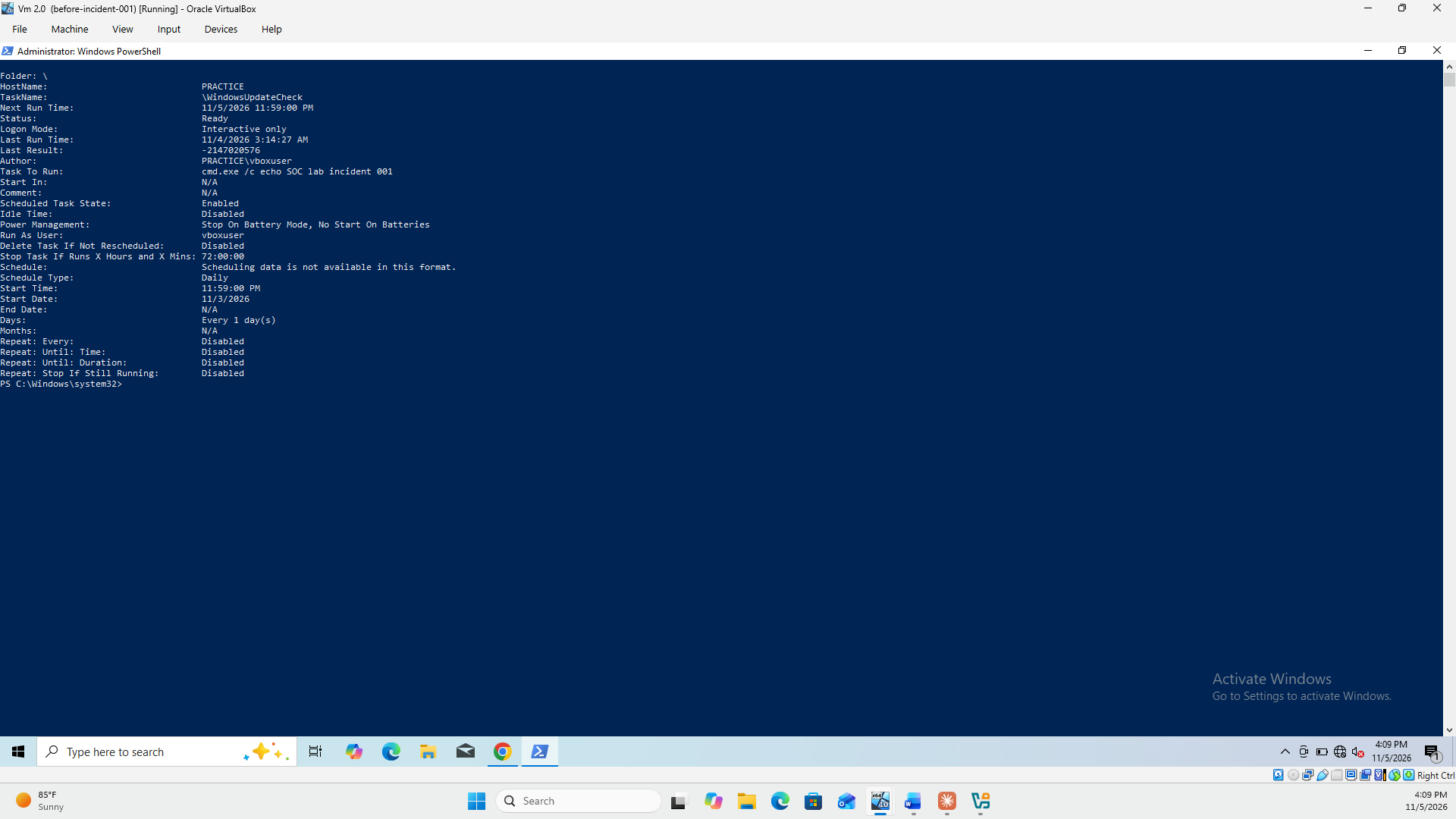 Vm 2.0 (before-incident-001) [Running] - Oracle VirtualBox
File Machine View Input Devices Help
Administrator: Windows PowerShell
Folder: \
HostName: PRACTICE
TaskName: \WindowsUpdateCheck
Next Run Time: 11/5/2026 11:59:00 PM
Status: Ready
Logon Mode: Interactive only
Last Run Time: 11/4/2026 3:14:27 AM
Last Result: -2147020576
Author: PRACTICE\vboxuser
Task To Run: cmd.exe /c echo SOC lab incident 001
Start In: N/A
Comment: N/A
Scheduled Task State: Enabled
Idle Time: Disabled
Power Management: Stop On Battery Mode, No Start On Batteries
Run As User: vboxuser
Delete Task If Not Rescheduled: Disabled
Stop Task If Runs X Hours and X Mins: 72:00:00
Schedule: Scheduling data is not available in this format.
Schedule Type: Daily
Start Time: 11:59:00 PM
Start Date: 11/3/2026
End Date: N/A
Days: Every 1 day(s)
Months: N/A
Repeat: Every: Disabled
Repeat: Until: Time: Disabled
Repeat: Until: Duration: Disabled
Repeat: Stop If Still Running: Disabled
PS C:\Windows\system32>
Activate Windows
Go to Settings to activate Windows.
Type here to search
4:09 PM
11/5/2026
1
Right Ctrl
85°F
Sunny
Search
4:09 PM
11/5/2026